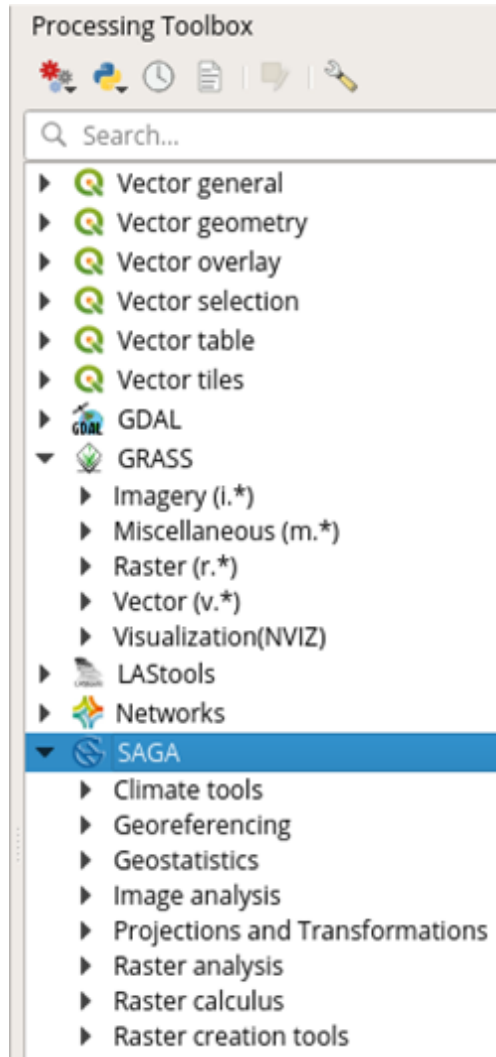 Processing Toolbox
Search...
Vector general
Vector geometry
Vector overlay
Vector selection
Vector table
Vector tiles
GDAL
GDAL
GRASS
Imagery (i.*)
Miscellaneous (m.*)
Raster (r.*)
Vector (v.*)
Visualization(NVIZ)
LAStools
Networks
SAGA
Climate tools
Georeferencing
Geostatistics
Image analysis
Projections and Transformations
Raster analysis
Raster calculus
Raster creation tools